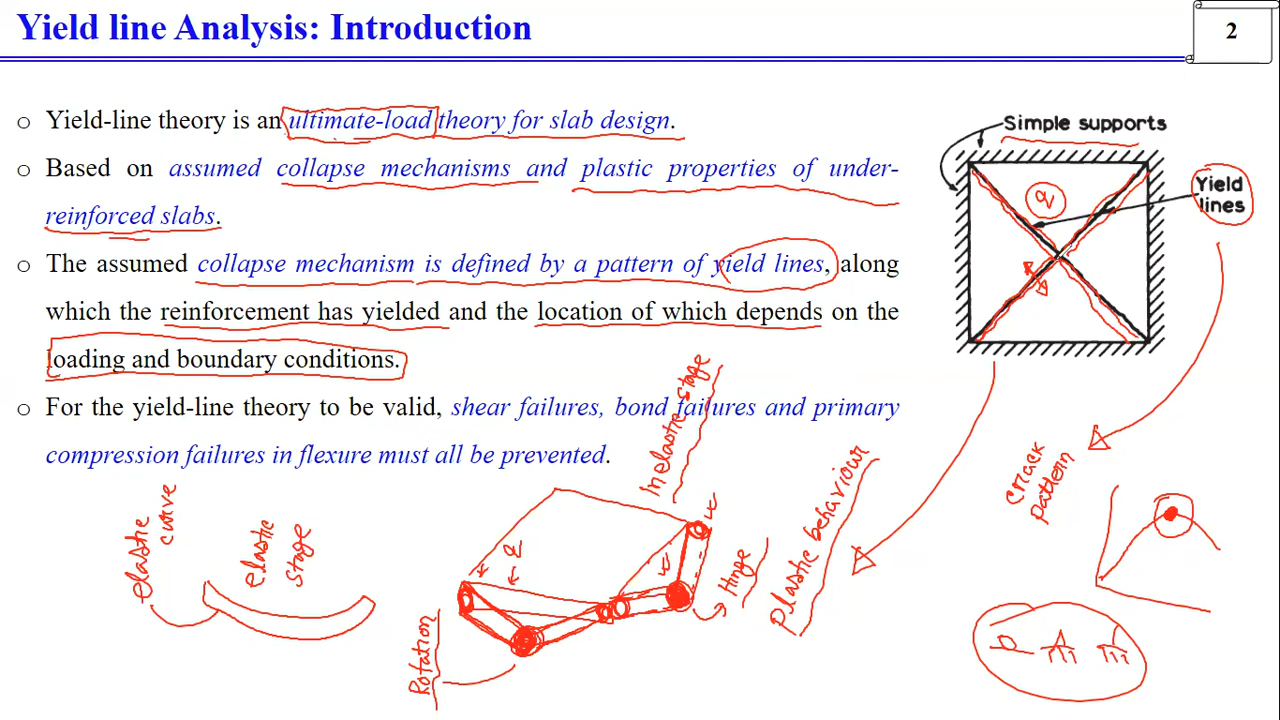 Yield line Analysis: Introduction
2
o Yield-line theory is an ultimate-load theory for slab design.
o Based on assumed collapse mechanisms and plastic properties of under-
reinforced slabs.
o The assumed collapse mechanism is defined by a pattern of yield lines, along
which the reinforcement has yielded and the location of which depends on the
loading and boundary conditions.
o For the yield-line theory to be valid, shear failures, bond failures and primary
compression failures in flexure must all be prevented.
Simple supports
Yield
lines
q
elastic
curve
elastic
stage
Inelastic stage
q
Rotation
Hinge
plastic behaviour
crack
pattern